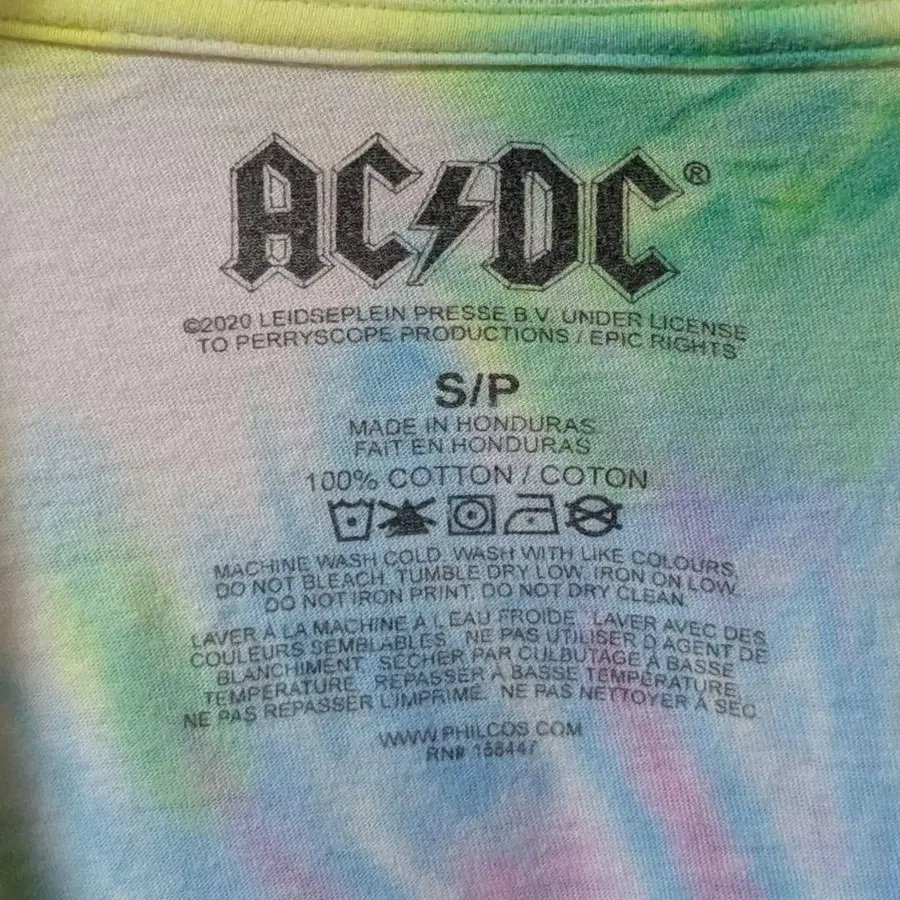 AC⚡DC®
©2020 LEIDSEPLEIN PRESSE B.V. UNDER LICENSE
TO PERRYSCOPE PRODUCTIONS / EPIC RIGHTS
S/P
MADE IN HONDURAS
FAIT EN HONDURAS
100% COTTON / COTON
MACHINE WASH COLD. WASH WITH LIKE COLOURS.
DO NOT BLEACH. TUMBLE DRY LOW. IRON ON LOW.
DO NOT IRON PRINT. DO NOT DRY CLEAN.
LAVER À LA MACHINE À L'EAU FROIDE. LAVER AVEC DES
COULEURS SEMBLABLES. NE PAS UTILISER D'AGENT DE
BLANCHIMENT. SÉCHER PAR CULBUTAGE À BASSE
TEMPÉRATURE. REPASSER À BASSE TEMPÉRATURE.
NE PAS REPASSER L'IMPRIMÉ. NE PAS NETTOYER À SEC.
WWW.PHILCOS.COM
RN# 158447